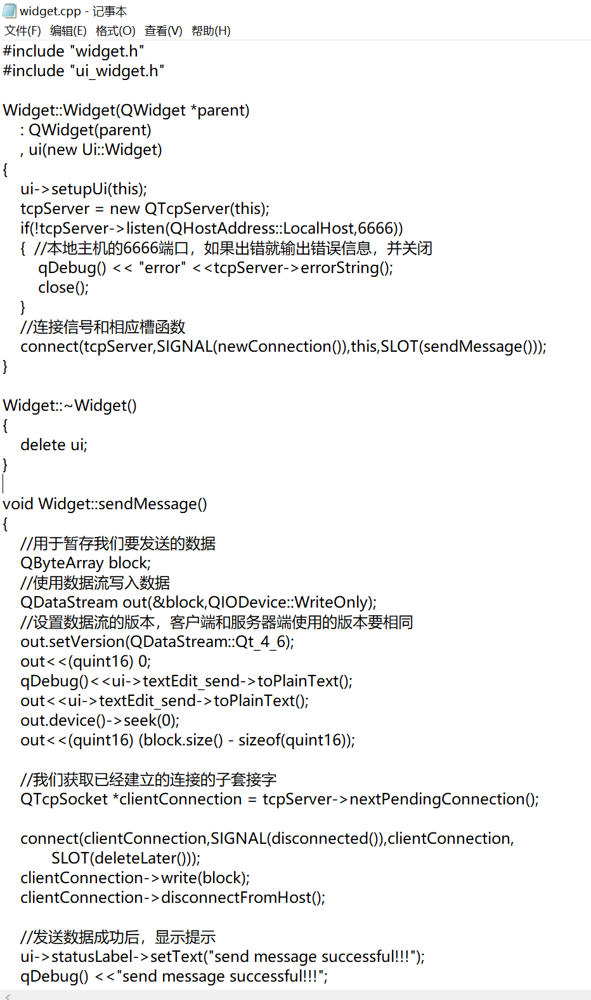 widget.cpp - 记事本
文件(F) 编辑(E) 格式(O) 查看(V) 帮助(H)
#include "widget.h"
#include "ui_widget.h"

Widget::Widget(QWidget *parent)
    : QWidget(parent)
    , ui(new Ui::Widget)
{
    ui->setupUi(this);
    tcpServer = new QTcpServer(this);
    if(!tcpServer->listen(QHostAddress::LocalHost,6666))
    {  //本地主机的6666端口，如果出错就输出错误信息，并关闭
        qDebug() << "error" <<tcpServer->errorString();
        close();
    }
    //连接信号和相应槽函数
    connect(tcpServer,SIGNAL(newConnection()),this,SLOT(sendMessage()));
}

Widget::~Widget()
{
    delete ui;
}

void Widget::sendMessage()
{
    //用于暂存我们要发送的数据
    QByteArray block;
    //使用数据流写入数据
    QDataStream out(&block,QIODevice::WriteOnly);
    //设置数据流的版本，客户端和服务器端使用的版本要相同
    out.setVersion(QDataStream::Qt_4_6);
    out<<(quint16) 0;
    qDebug()<<ui->textEdit_send->toPlainText();
    out<<ui->textEdit_send->toPlainText();
    out.device()->seek(0);
    out<<(quint16) (block.size() - sizeof(quint16));

    //我们获取已经建立的连接的子套接字
    QTcpSocket *clientConnection = tcpServer->nextPendingConnection();

    connect(clientConnection,SIGNAL(disconnected()),clientConnection,
           SLOT(deleteLater()));
    clientConnection->write(block);
    clientConnection->disconnectFromHost();

    //发送数据成功后，显示提示
    ui->statusLabel->setText("send message successful!!!");
    qDebug() <<"send message successful!!!";